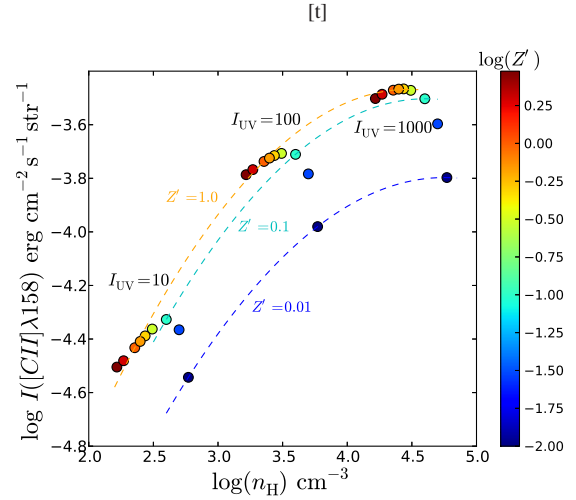 [t]
log(Z′)
−3.6
−3.8
−4.0
−4.2
−4.4
−4.6
−4.8
log I([CII]λ158) erg cm⁻² s⁻¹ str⁻¹
I_UV=100
I_UV=1000
Z′=1.0
Z′=0.1
I_UV=10
Z′=0.01
2.0 2.5 3.0 3.5 4.0 4.5 5.0
log(n_H) cm⁻³
0.25
0.00
−0.25
−0.50
−0.75
−1.00
−1.25
−1.50
−1.75
−2.00